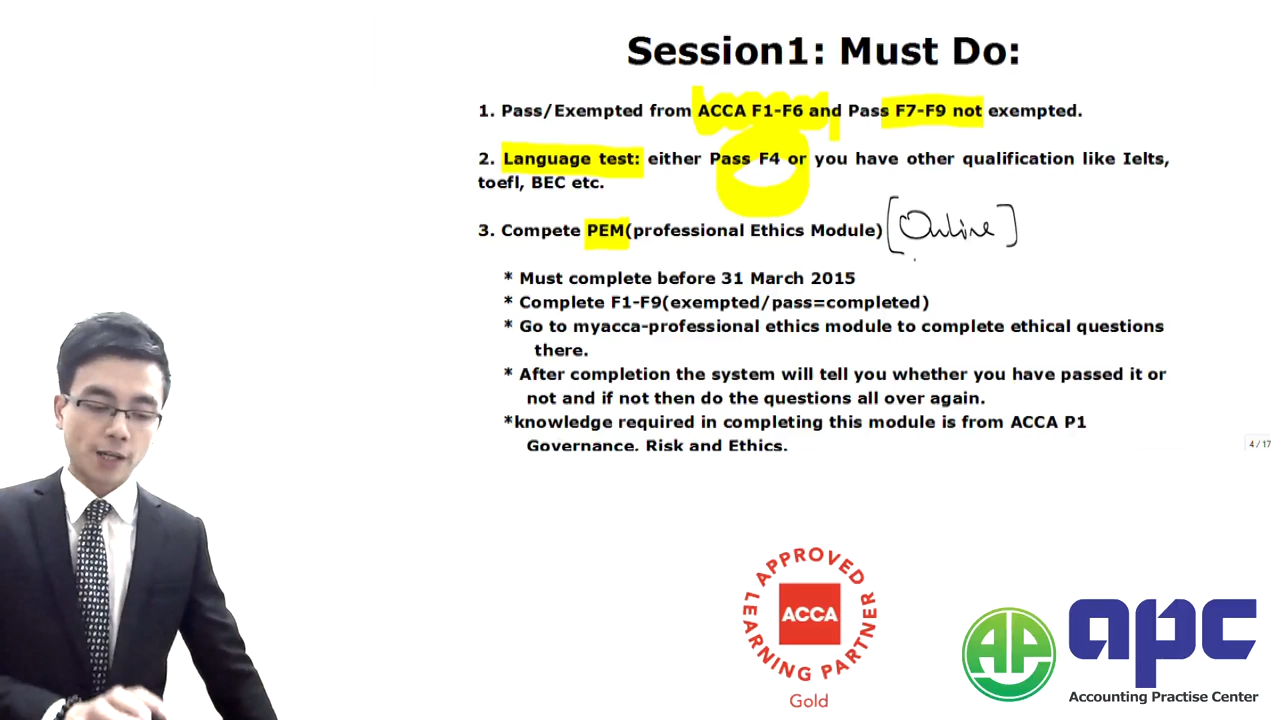 Session1: Must Do:
1. Pass/Exempted from ACCA F1-F6 and Pass F7-F9 not exempted.
2. Language test: either Pass F4 or you have other qualification like Ielts,
toefl, BEC etc.
3. Compete PEM(professional Ethics Module) [Online]
* Must complete before 31 March 2015
* Complete F1-F9(exempted/pass=completed)
* Go to myacca-professional ethics module to complete ethical questions
there.
* After completion the system will tell you whether you have passed it or
not and if not then do the questions all over again.
*knowledge required in completing this module is from ACCA P1
Governance, Risk and Ethics.
4 / 17
APPROVED
ACCA
LEARNING PARTNER
Gold
AP
apc
Accounting Practise Center